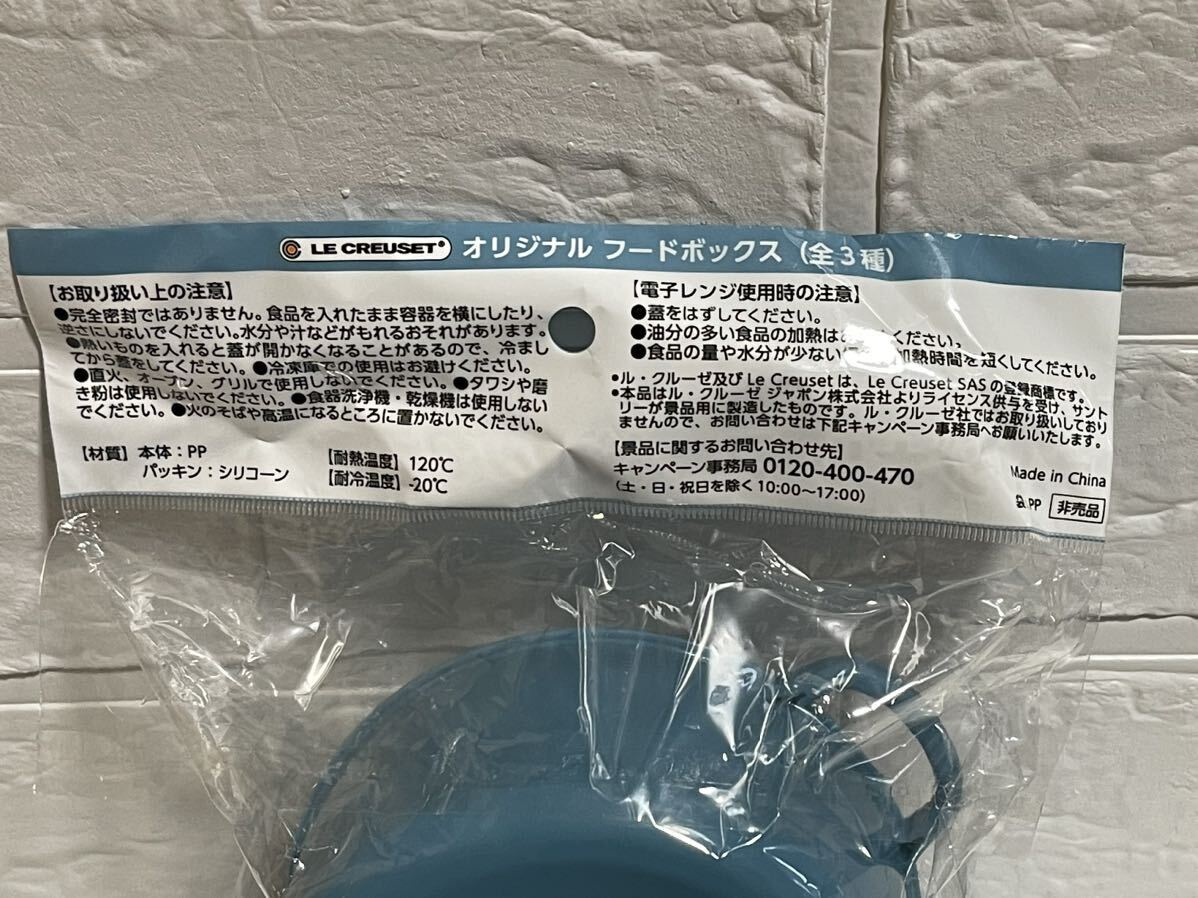 LE CREUSET® オリジナル フードボックス（全3種）
【お取り扱い上の注意】
●完全密封ではありません。食品を入れたまま容器を横にしたり、
逆さにしないでください。水分や汁などがもれるおそれがあります。
●熱いものを入れると蓋が開かなくなることがあるので、冷まし
てから蓋をしてください。●冷凍庫での使用はお避けください。
●直火、オーブン、グリルで使用しないでください。●タワシや磨
き粉は使用しないでください。●食器洗浄機・乾燥機は使用しない
でください。●火のそばや高温になるところに置かないでください。
【材質】本体：PP
パッキン：シリコーン
【耐熱温度】120℃
【耐冷温度】-20℃
【電子レンジ使用時の注意】
●蓋をはずしてください。
●油分の多い食品の加熱は ください。
●食品の量や水分が少ない 加熱時間を短くしてください。
•ル・クルーゼ及び Le Creuset は、Le Creuset SAS の登録商標です。
•本品はル・クルーゼ ジャポン株式会社よりライセンス供与を受け、サント
リーが景品用に製造したものです。ル・クルーゼ社ではお取り扱いしており
ませんので、お問い合わせは下記キャンペーン事務局へお願いいたします。
【景品に関するお問い合わせ先】
キャンペーン事務局 0120-400-470
（土・日・祝日を除く 10:00〜17:00）
Made in China
袋 PP 非売品